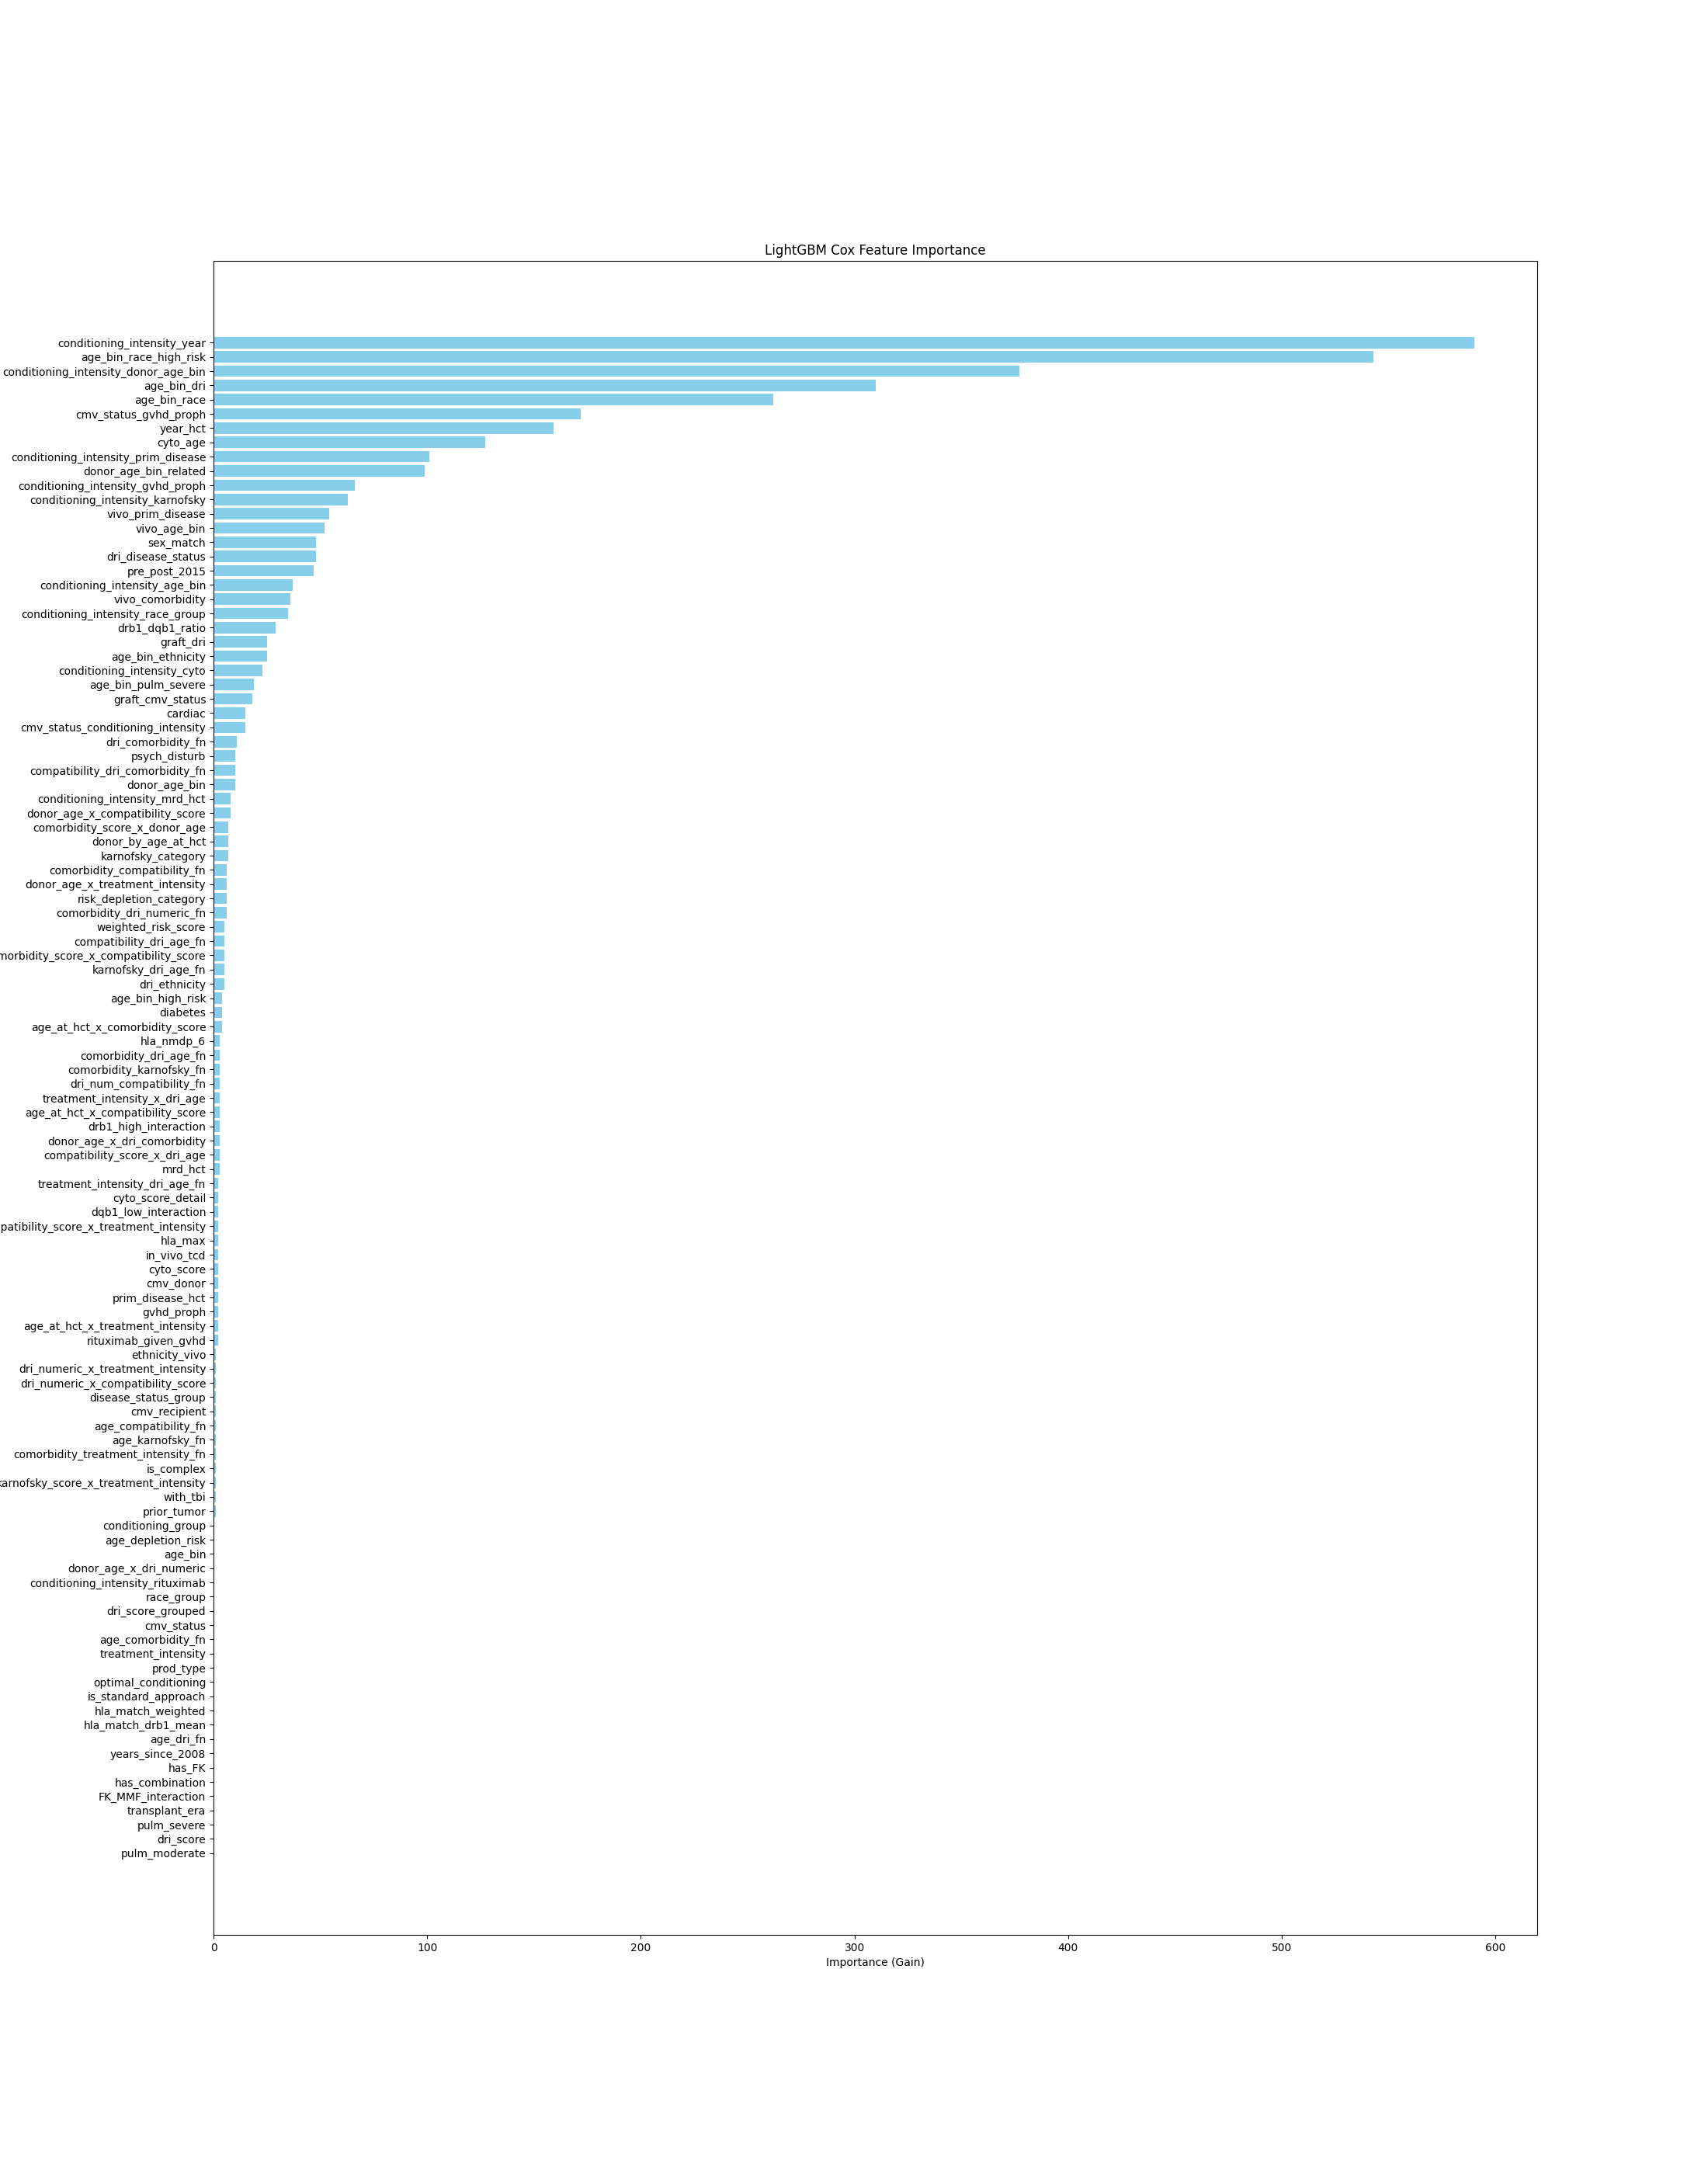 LightGBM Cox Feature Importance
conditioning_intensity_year
age_bin_race_high_risk
conditioning_intensity_donor_age_bin
age_bin_dri
age_bin_race
cmv_status_gvhd_proph
year_hct
cyto_age
conditioning_intensity_prim_disease
donor_age_bin_related
conditioning_intensity_gvhd_proph
conditioning_intensity_karnofsky
vivo_prim_disease
vivo_age_bin
sex_match
dri_disease_status
pre_post_2015
conditioning_intensity_age_bin
vivo_comorbidity
conditioning_intensity_race_group
drb1_dqb1_ratio
graft_dri
age_bin_ethnicity
conditioning_intensity_cyto
age_bin_pulm_severe
graft_cmv_status
cardiac
cmv_status_conditioning_intensity
dri_comorbidity_fn
psych_disturb
compatibility_dri_comorbidity_fn
donor_age_bin
conditioning_intensity_mrd_hct
donor_age_x_compatibility_score
comorbidity_score_x_donor_age
donor_by_age_at_hct
karnofsky_category
comorbidity_compatibility_fn
donor_age_x_treatment_intensity
risk_depletion_category
comorbidity_dri_numeric_fn
weighted_risk_score
compatibility_dri_age_fn
morbidity_score_x_compatibility_score
karnofsky_dri_age_fn
dri_ethnicity
age_bin_high_risk
diabetes
age_at_hct_x_comorbidity_score
hla_nmdp_6
comorbidity_dri_age_fn
comorbidity_karnofsky_fn
dri_num_compatibility_fn
treatment_intensity_x_dri_age
age_at_hct_x_compatibility_score
drb1_high_interaction
donor_age_x_dri_comorbidity
compatibility_score_x_dri_age
mrd_hct
treatment_intensity_dri_age_fn
cyto_score_detail
dqb1_low_interaction
patibility_score_x_treatment_intensity
hla_max
in_vivo_tcd
cyto_score
cmv_donor
prim_disease_hct
gvhd_proph
age_at_hct_x_treatment_intensity
rituximab_given_gvhd
ethnicity_vivo
dri_numeric_x_treatment_intensity
dri_numeric_x_compatibility_score
disease_status_group
cmv_recipient
age_compatibility_fn
age_karnofsky_fn
comorbidity_treatment_intensity_fn
is_complex
karnofsky_score_x_treatment_intensity
with_tbi
prior_tumor
conditioning_group
age_depletion_risk
age_bin
donor_age_x_dri_numeric
conditioning_intensity_rituximab
race_group
dri_score_grouped
cmv_status
age_comorbidity_fn
treatment_intensity
prod_type
optimal_conditioning
is_standard_approach
hla_match_weighted
hla_match_drb1_mean
age_dri_fn
years_since_2008
has_FK
has_combination
FK_MMF_interaction
transplant_era
pulm_severe
dri_score
pulm_moderate
0 100 200 300 400 500 600
Importance (Gain)